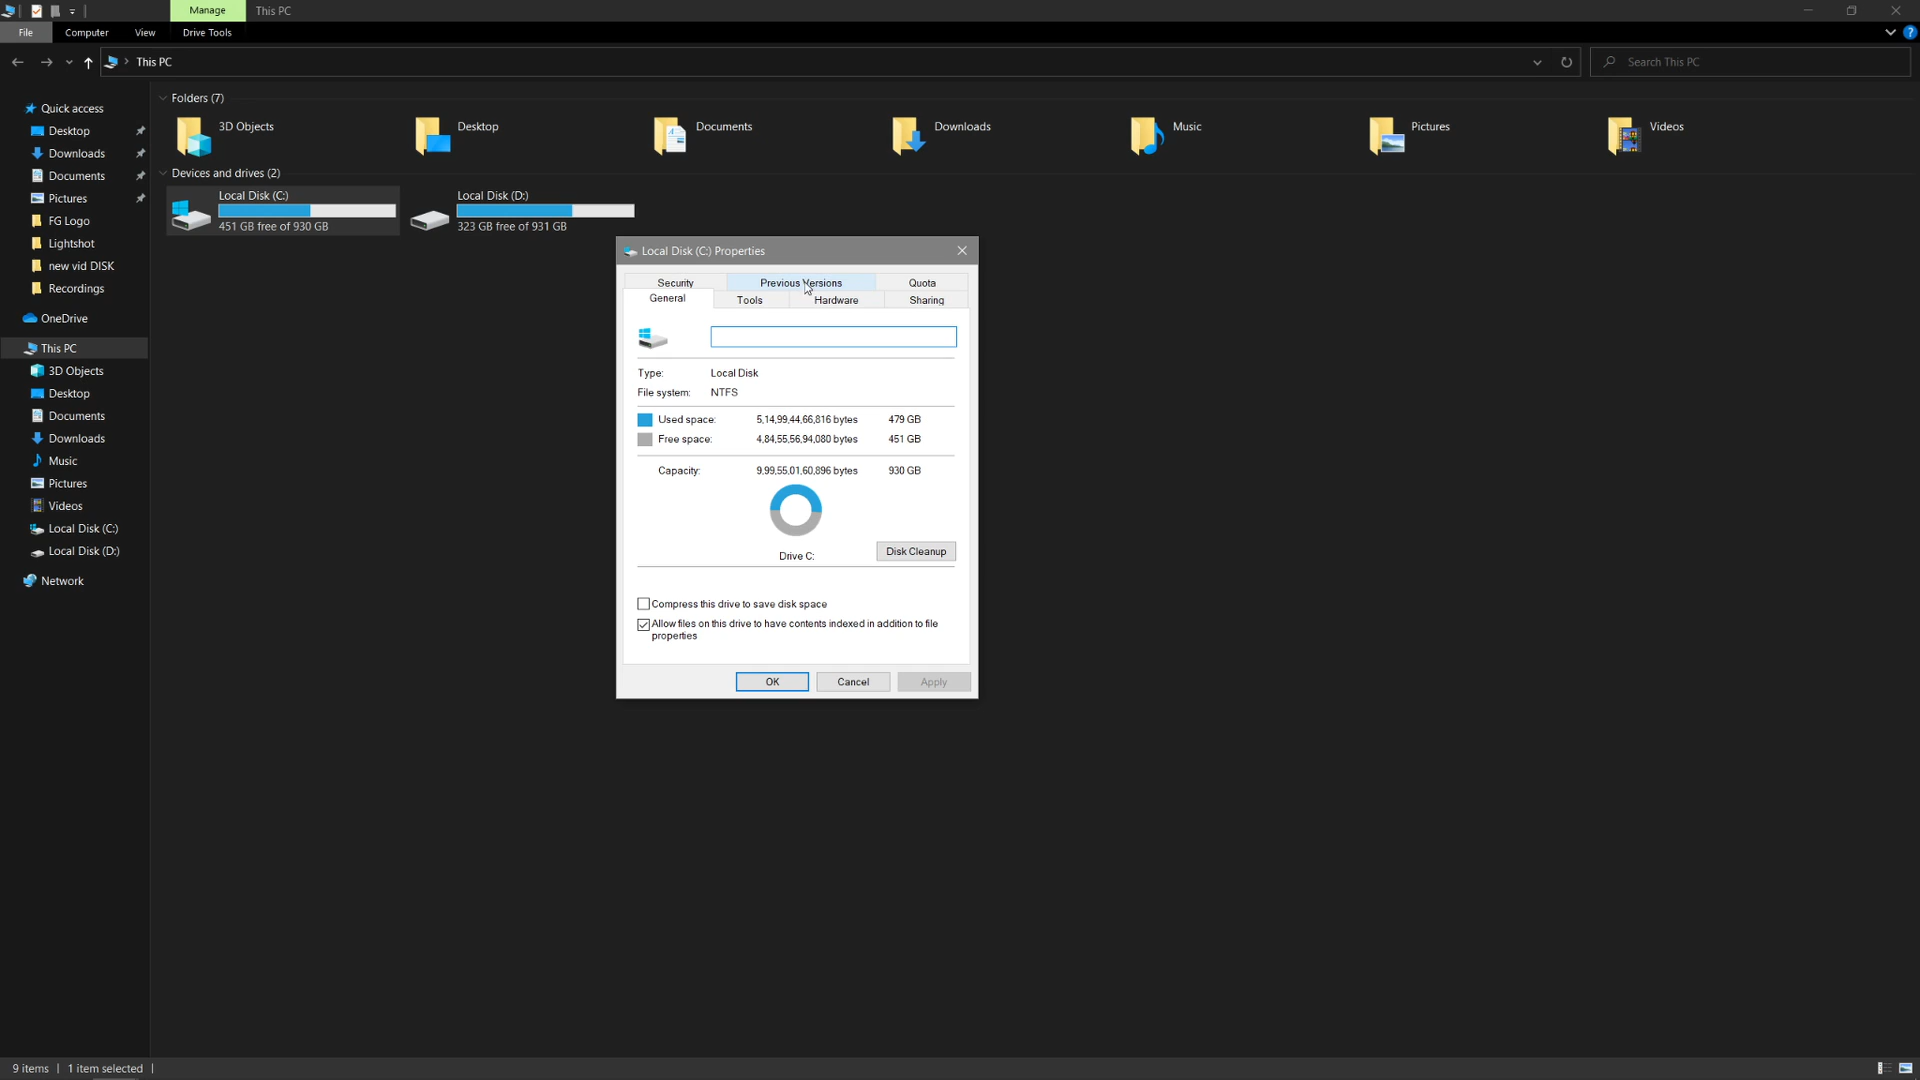 Manage This PC
File Computer View Drive Tools
?
This PC
Search This PC
Quick access
Desktop
Downloads
Documents
Pictures
FG Logo
Lightshot
new vid DISK
Recordings
OneDrive
This PC
3D Objects
Desktop
Documents
Downloads
Music
Pictures
Videos
Local Disk (C:)
Local Disk (D:)
Network
Folders (7)
3D Objects Desktop Documents Downloads Music Pictures Videos
Devices and drives (2)
Local Disk (C:)
451 GB free of 930 GB
Local Disk (D:)
323 GB free of 931 GB
Local Disk (C:) Properties
Security Previous Versions Quota
General Tools Hardware Sharing
Type: Local Disk
File system: NTFS
Used space: 5,14,99,44,66,816 bytes 479 GB
Free space: 4,84,55,56,94,080 bytes 451 GB
Capacity: 9,99,55,01,60,896 bytes 930 GB
Drive C: Disk Cleanup
Compress this drive to save disk space
Allow files on this drive to have contents indexed in addition to file
properties
OK Cancel Apply
9 items 1 item selected